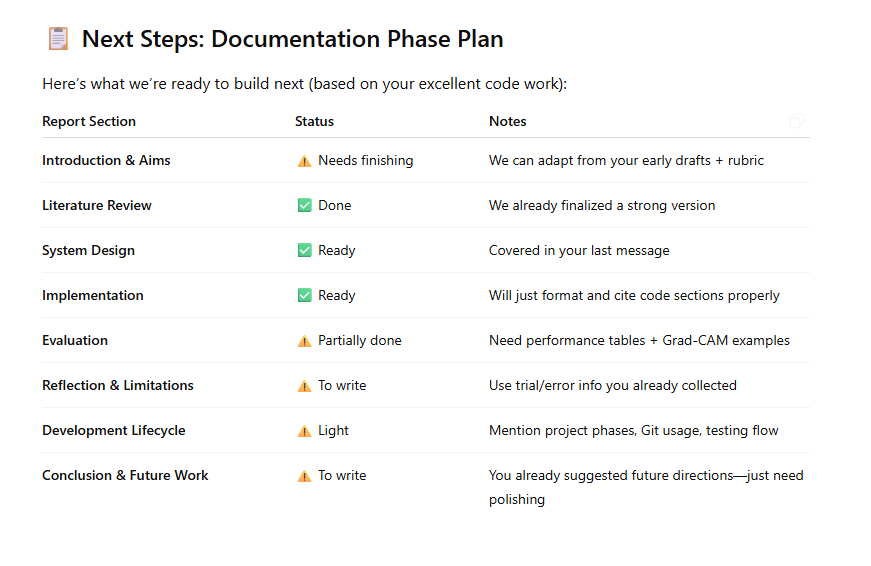 📋 Next Steps: Documentation Phase Plan
Here’s what we’re ready to build next (based on your excellent code work):
Report Section Status Notes
Introduction & Aims ⚠️ Needs finishing We can adapt from your early drafts + rubric
Literature Review ✅ Done We already finalized a strong version
System Design ✅ Ready Covered in your last message
Implementation ✅ Ready Will just format and cite code sections properly
Evaluation ⚠️ Partially done Need performance tables + Grad-CAM examples
Reflection & Limitations ⚠️ To write Use trial/error info you already collected
Development Lifecycle ⚠️ Light Mention project phases, Git usage, testing flow
Conclusion & Future Work ⚠️ To write You already suggested future directions—just need
polishing